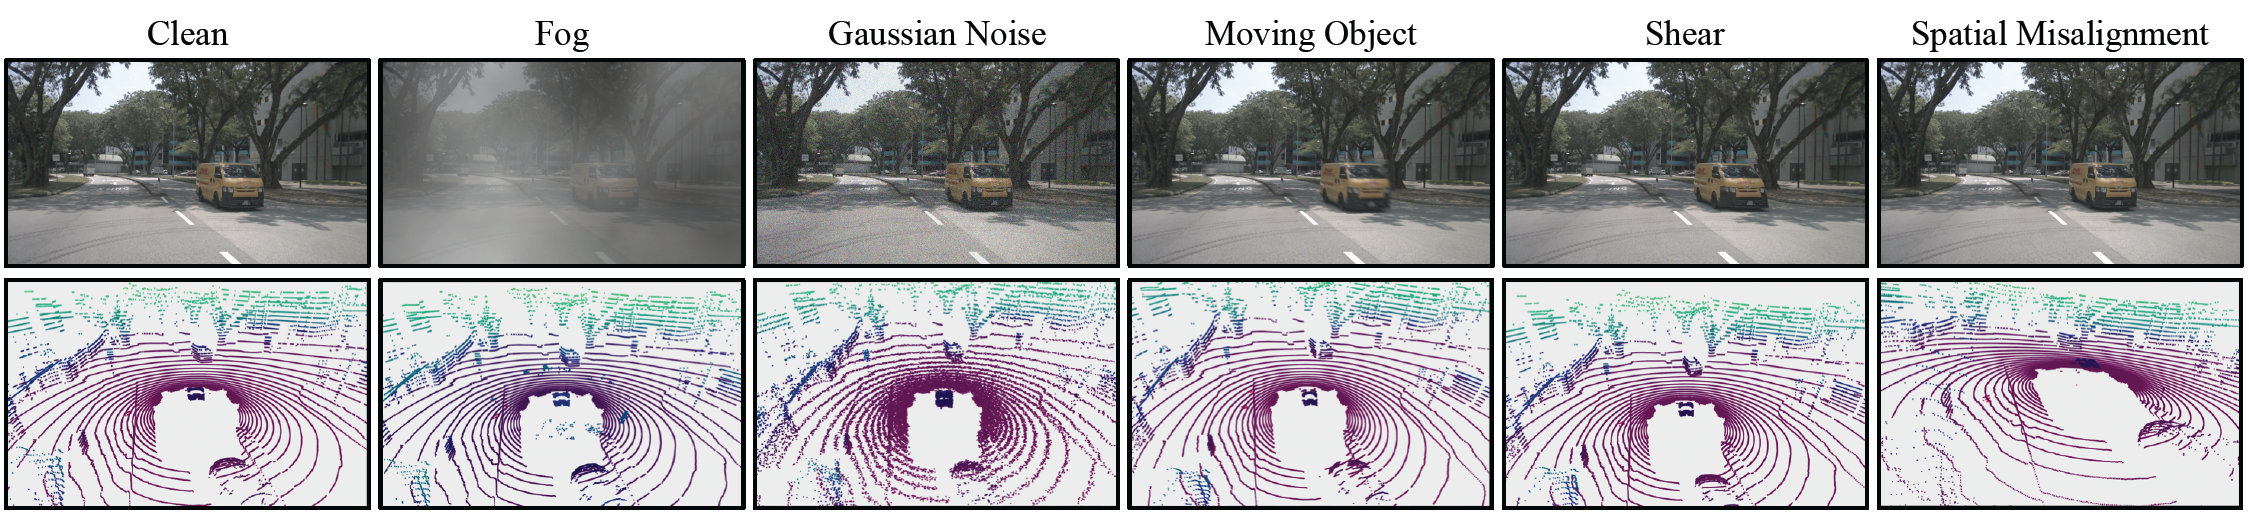 Clean
Fog
Gaussian Noise
Moving Object
Shear
Spatial Misalignment